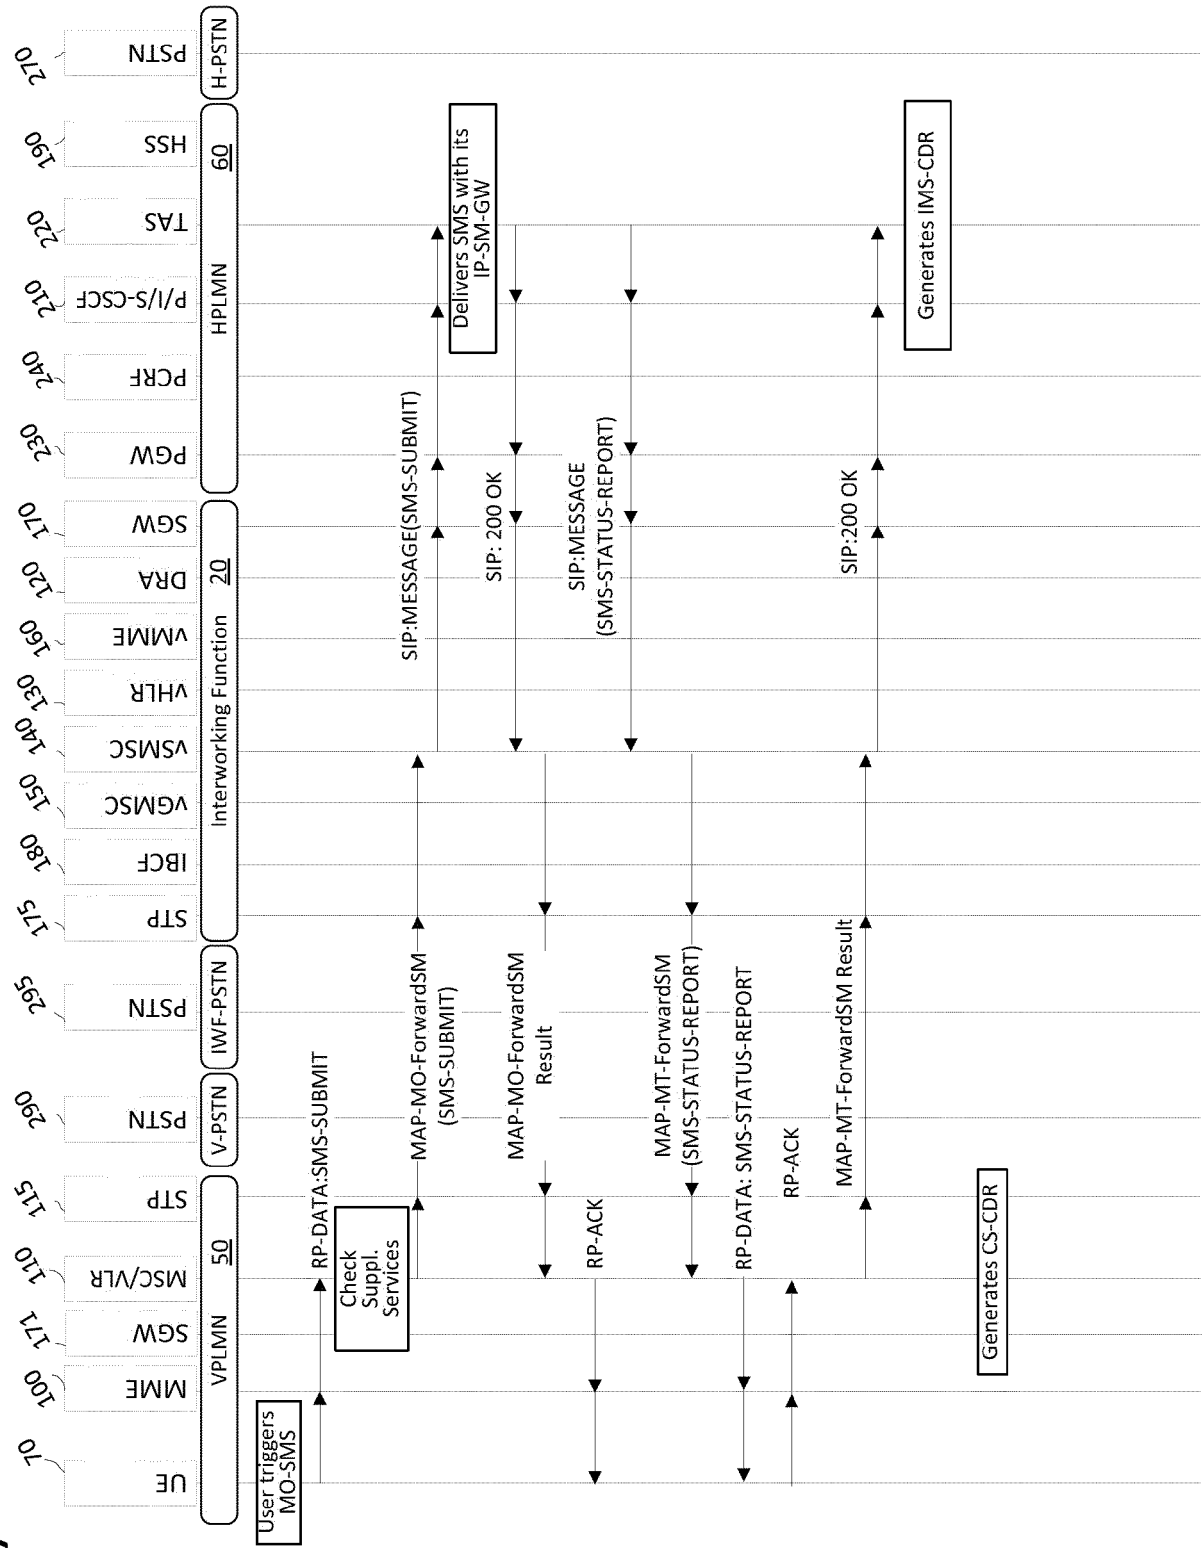 70
100
171
110
115
290
295
175
180
150
140
130
160
120
170
230
240
210
220
190
270
UE
MME
SGW
MSC/VLR
STP
PSTN
PSTN
STP
IBCF
vGMSC
vSMSC
vHLR
vMME
DRA
SGW
PGW
PCRF
P/I/S-CSCF
TAS
HSS
PSTN
VPLMN 50
V-PSTN
IWF-PSTN
Interworking Function 20
HPLMN 60
H-PSTN
User triggers
MO-SMS
RP-DATA:SMS-SUBMIT
Check
Suppl.
Services
MAP-MO-ForwardSM
(SMS-SUBMIT)
SIP:MESSAGE(SMS-SUBMIT)
Delivers SMS with its
IP-SM-GW
SIP: 200 OK
MAP-MO-ForwardSM
Result
RP-ACK
SIP:MESSAGE
(SMS-STATUS-REPORT)
MAP-MT-ForwardSM
(SMS-STATUS-REPORT)
RP-DATA: SMS-STATUS-REPORT
RP-ACK
MAP-MT-ForwardSM Result
SIP:200 OK
Generates IMS-CDR
Generates CS-CDR